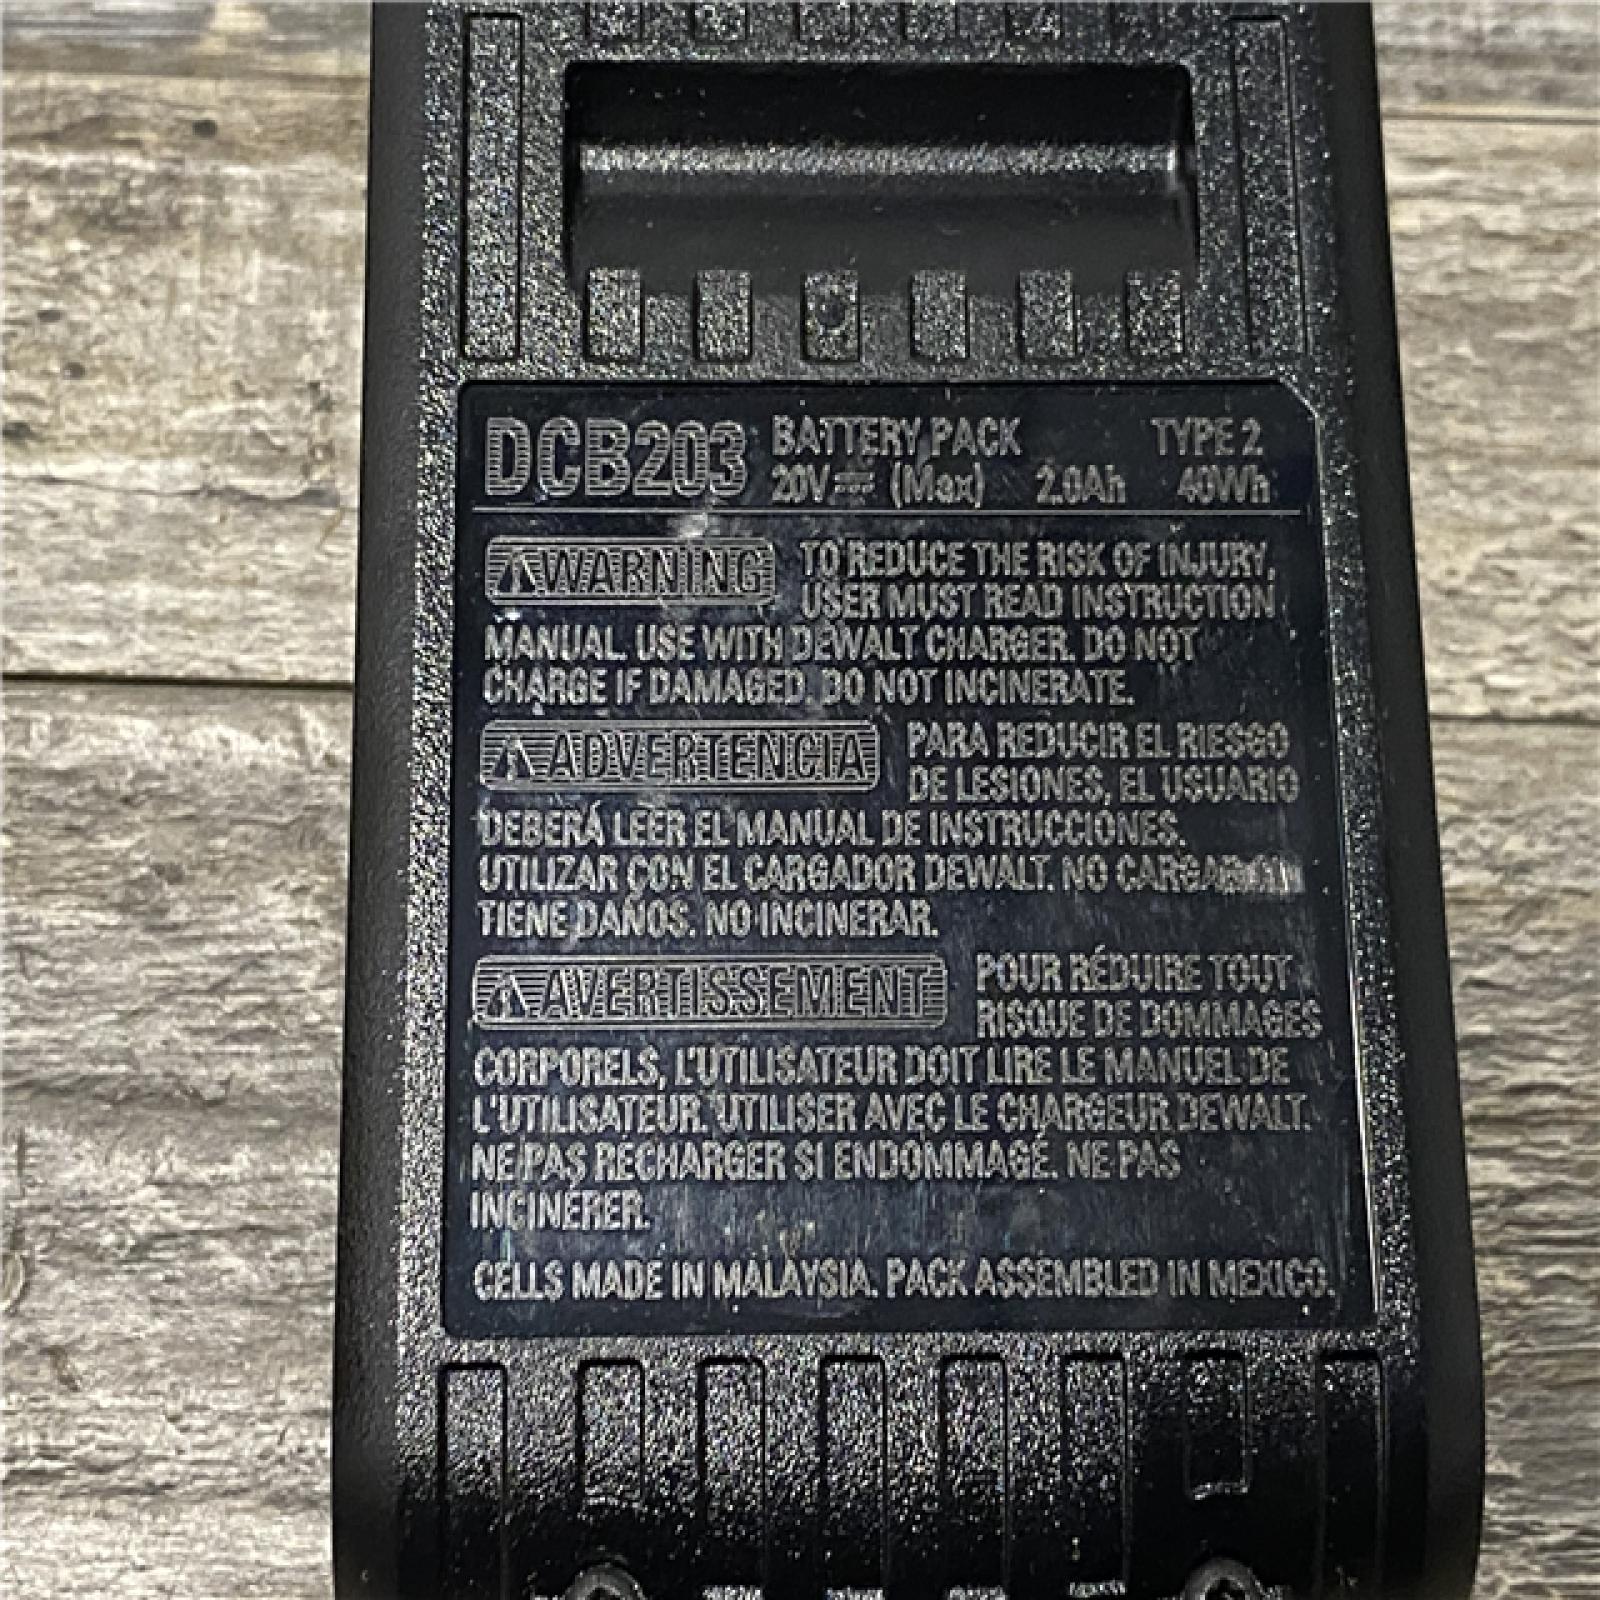 DCB203 BATTERY PACK TYPE 2
20V⎓ (Max) 2.0Ah 40Wh
⚠WARNING TO REDUCE THE RISK OF INJURY,
USER MUST READ INSTRUCTION
MANUAL. USE WITH DEWALT CHARGER. DO NOT
CHARGE IF DAMAGED. DO NOT INCINERATE.
⚠ADVERTENCIA PARA REDUCIR EL RIESGO
DE LESIONES, EL USUARIO
DEBERÁ LEER EL MANUAL DE INSTRUCCIONES.
UTILIZAR CON EL CARGADOR DEWALT. NO CARGAR
TIENE DAÑOS. NO INCINERAR.
⚠AVERTISSEMENT POUR RÉDUIRE TOUT
RISQUE DE DOMMAGES
CORPORELS, L'UTILISATEUR DOIT LIRE LE MANUEL DE
L'UTILISATEUR. UTILISER AVEC LE CHARGEUR DEWALT.
NE PAS RECHARGER SI ENDOMMAGÉ. NE PAS
INCINÉRER.
CELLS MADE IN MALAYSIA. PACK ASSEMBLED IN MEXICO.